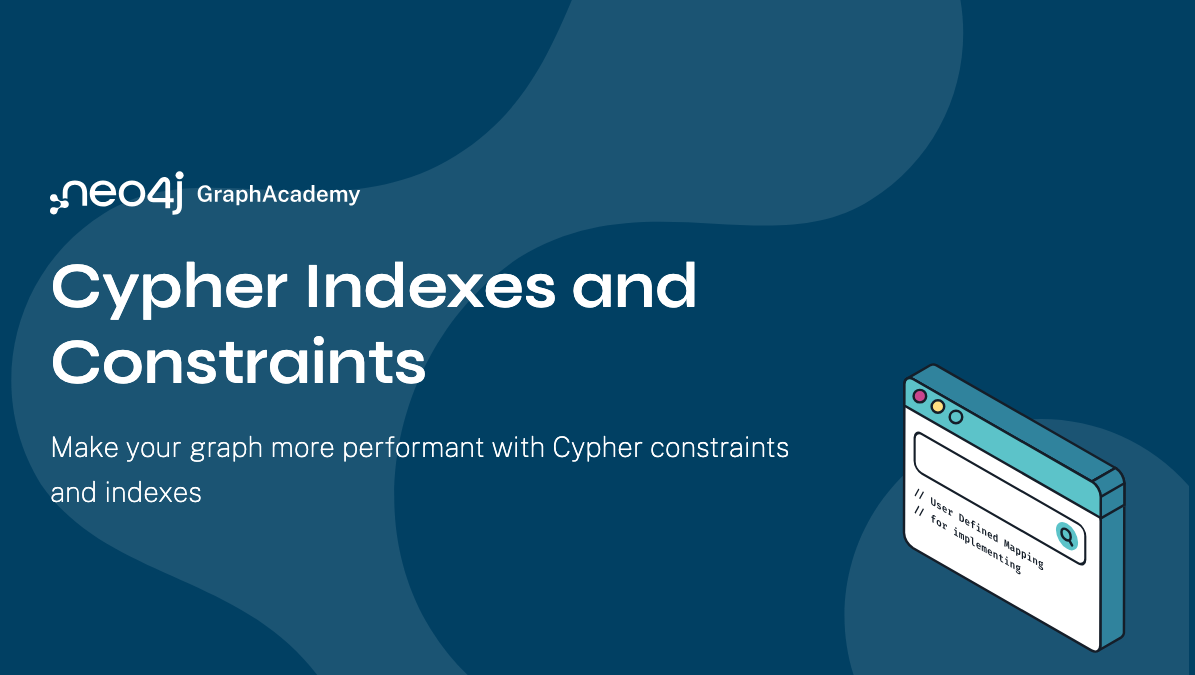 neo4j GraphAcademy
Cypher Indexes and
Constraints
Make your graph more performant with Cypher constraints
and indexes
// User Defined Mapping
// for implementing